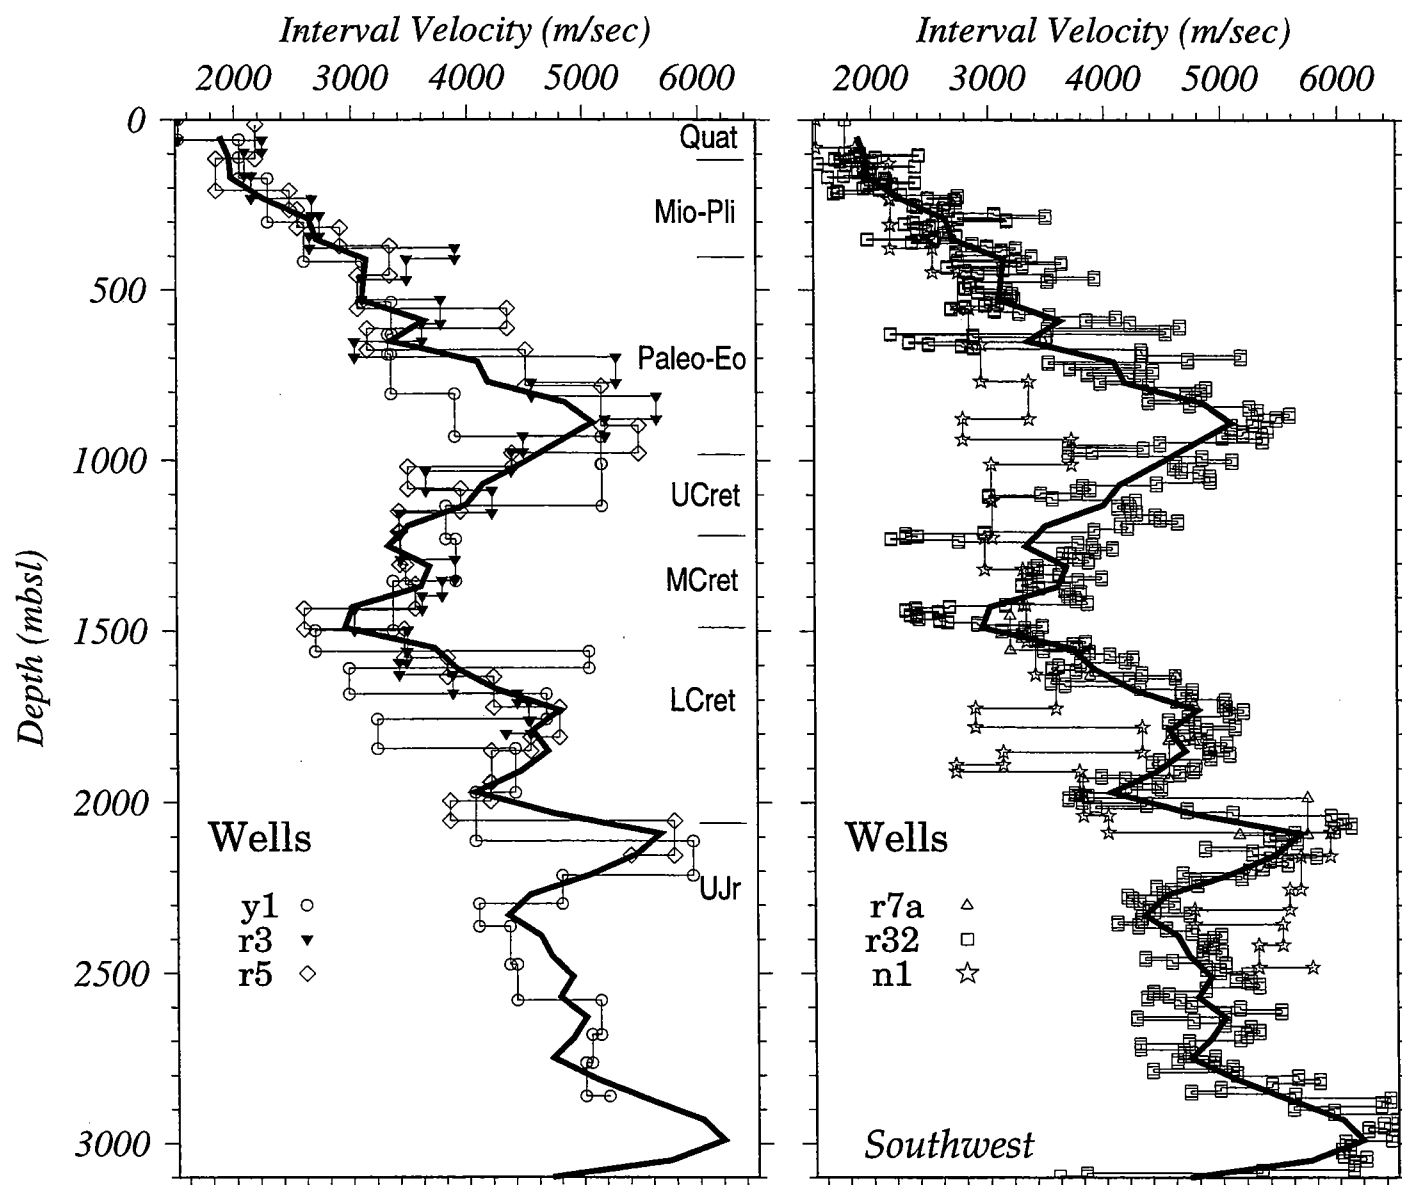 Interval Velocity (m/sec)
2000 3000 4000 5000 6000
Depth (mbsl)
0
500
1000
1500
2000
2500
3000
Quat
Mio-Pli
Paleo-Eo
UCret
MCret
LCret
UJr
Wells
y1
r3
r5
Interval Velocity (m/sec)
2000 3000 4000 5000 6000
Wells
r7a
r32
n1
Southwest